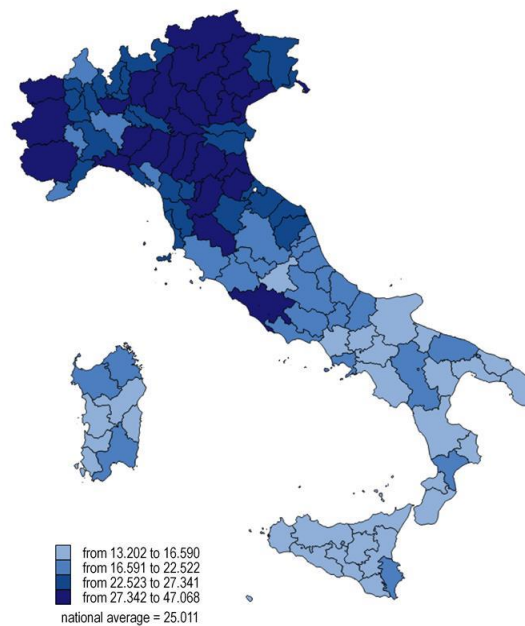 from 13.202 to 16.590
from 16.591 to 22.522
from 22.523 to 27.341
from 27.342 to 47.068
national average = 25.011